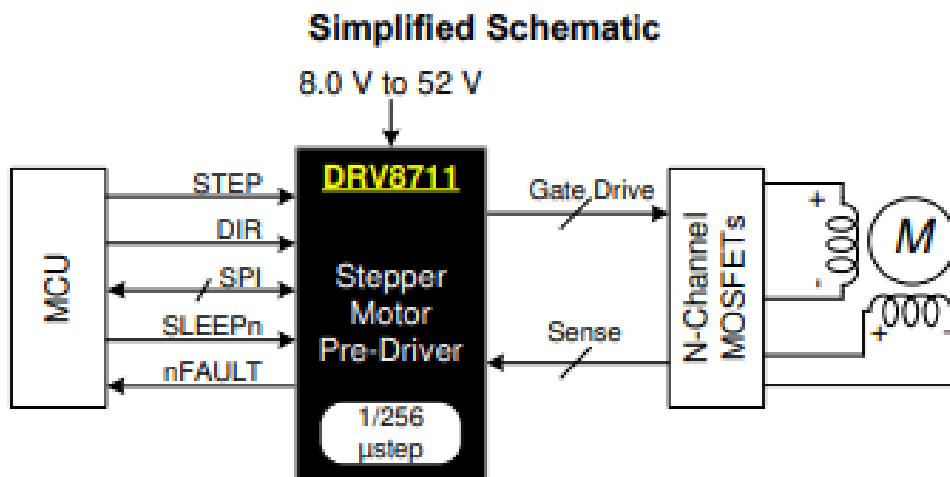 Simplified Schematic
8.0 V to 52 V
MCU
STEP
DIR
SPI
SLEEPn
nFAULT
DRV8711
Stepper
Motor
Pre-Driver
1/256
µstep
Gate Drive
Sense
N-Channel
MOSFETs
+
-
M
+
-